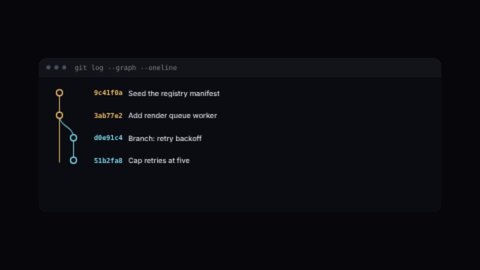 git log --graph --oneline
9c41f0a Seed the registry manifest
3ab77e2 Add render queue worker
d0e91c4 Branch: retry backoff
51b2fa8 Cap retries at five